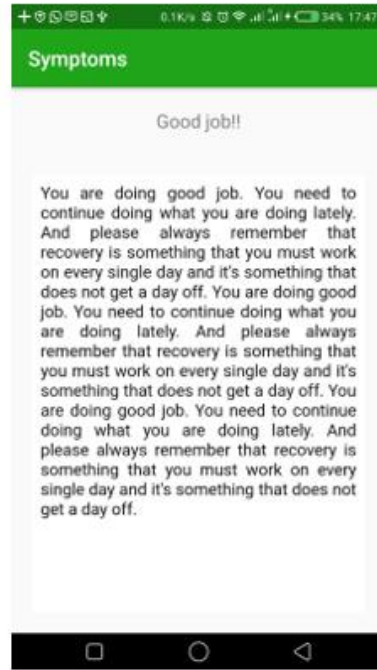 0.1K/s 34% 17:47
Symptoms
Good job!!
You are doing good job. You need to
continue doing what you are doing lately.
And please always remember that
recovery is something that you must work
on every single day and it's something that
does not get a day off. You are doing good
job. You need to continue doing what you
are doing lately. And please always
remember that recovery is something that
you must work on every single day and it's
something that does not get a day off. You
are doing good job. You need to continue
doing what you are doing lately. And
please always remember that recovery is
something that you must work on every
single day and it's something that does not
get a day off.